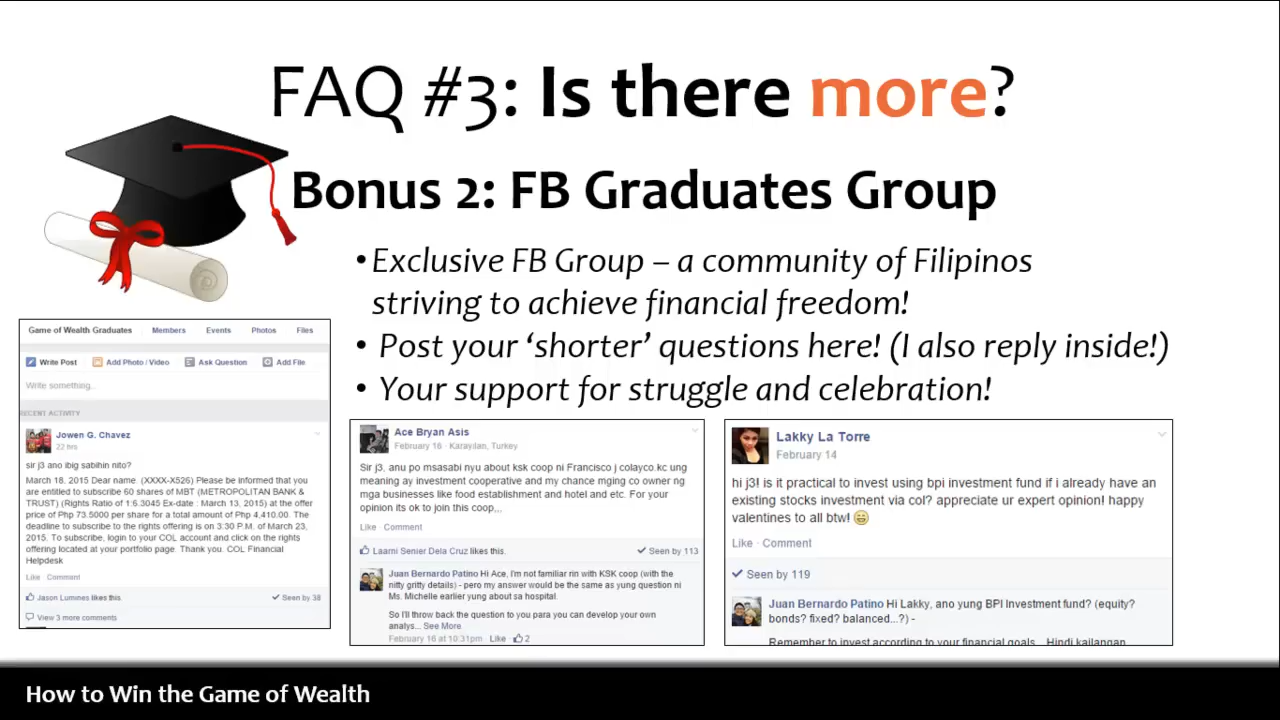 FAQ #3: Is there more?
Bonus 2: FB Graduates Group
• Exclusive FB Group – a community of Filipinos
striving to achieve financial freedom!
• Post your ‘shorter’ questions here! (I also reply inside!)
• Your support for struggle and celebration!
Game of Wealth Graduates Members Events Photos Files
Write Post Add Photo / Video Ask Question Add File
Write something...
RECENT ACTIVITY
Jowen G. Chavez
22 hrs
sir j3 ano ibig sabihin nito?
March 18, 2015 Dear name. (XXXX-X526) Please be informed that you
are entitled to subscribe 60 shares of MBT (METROPOLITAN BANK &
TRUST) (Rights Ratio of 1:6.3045 Ex-date : March 13, 2015) at the offer
price of Php 73.5000 per share for a total amount of Php 4,410.00. The
deadline to subscribe to the rights offering is on 3:30 P.M. of March 23,
2015. To subscribe, login to your COL account and click on the rights
offering located at your portfolio page. Thank you. COL Financial
Helpdesk
Like · Comment
Jason Lumines likes this. Seen by 38
View 3 more comments
Ace Bryan Asis
February 16 · Karayilan, Turkey
Sir j3, anu po msasabi nyu about ksk coop ni Francisco j colayco.kc ung
meaning ay investment cooperative and my chance mging co owner ng
mga businesses like food establishment and hotel and etc. For your
opinion its ok to join this coop,,,
Like · Comment
Laarni Senier Dela Cruz likes this. Seen by 113
Juan Bernardo Patino Hi Ace, I'm not familiar rin with KSK coop (with the
nitty gritty details) - pero my answer would be the same as yung question ni
Ms. Michelle earlier yung about sa hospital.
So I'll throw back the question to you para you can develop your own
analys... See More
February 16 at 10:31pm · Like · 2
Lakky La Torre
February 14
hi j3! is it practical to invest using bpi investment fund if i already have an
existing stocks investment via col? appreciate ur expert opinion! happy
valentines to all btw! 😄
Like · Comment
Seen by 119
Juan Bernardo Patino Hi Lakky, ano yung BPI Investment fund? (equity?
bonds? fixed? balanced...?) -
Remember to invest according to your financial goals... Hindi kailangan
How to Win the Game of Wealth